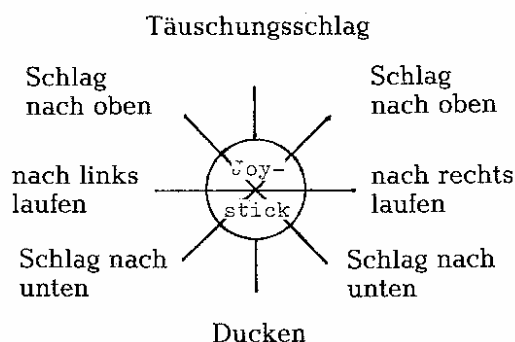 Täuschungsschlag
Schlag
nach oben
Schlag
nach oben
Joy-
stick
nach links
laufen
nach rechts
laufen
Schlag nach
unten
Schlag nach
unten
Ducken